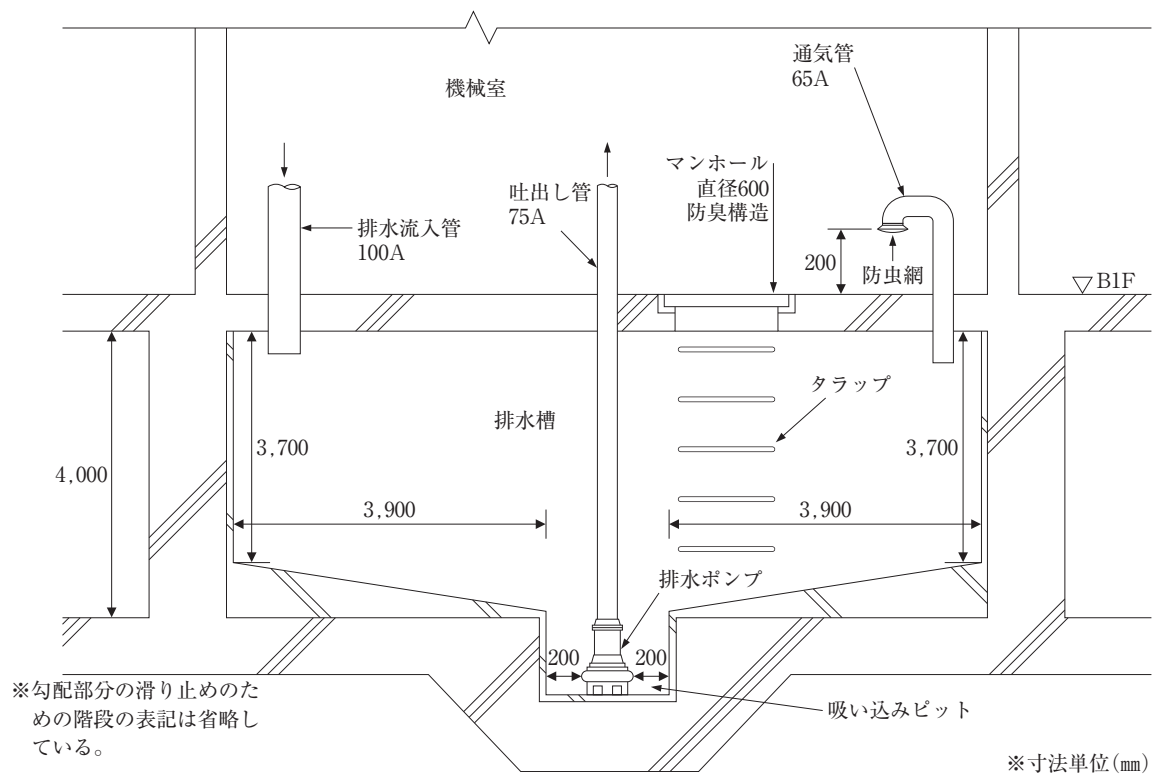 機械室
通気管
65A
マンホール
直径600
防臭構造
吐出し管
75A
排水流入管
100A
200
防虫網
B1F
タラップ
排水槽
3,700
3,700
4,000
3,900
3,900
排水ポンプ
200
200
吸い込みピット
※勾配部分の滑り止めのた
めの階段の表記は省略し
ている。
※寸法単位(㎜)